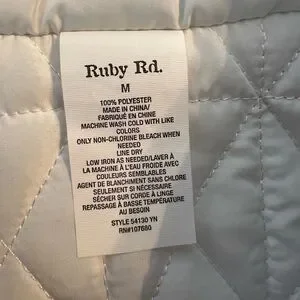 Ruby Rd.
M
100% POLYESTER
MADE IN CHINA/
FABRIQUÉ EN CHINE
MACHINE WASH COLD WITH LIKE
COLORS
ONLY NON-CHLORINE BLEACH WHEN
NEEDED
LINE DRY
LOW IRON AS NEEDED/LAVER À
LA MACHINE À L'EAU FROIDE AVEC
COULEURS SEMBLABLES
AGENT DE BLANCHIMENT SANS CHLORE
SEULEMENT SI NÉCESSAIRE
SÉCHER SUR CORDE À LINGE
REPASSAGE À BASSE TEMPÉRATURE
AU BESOIN
STYLE 54130 YN
RN#107680